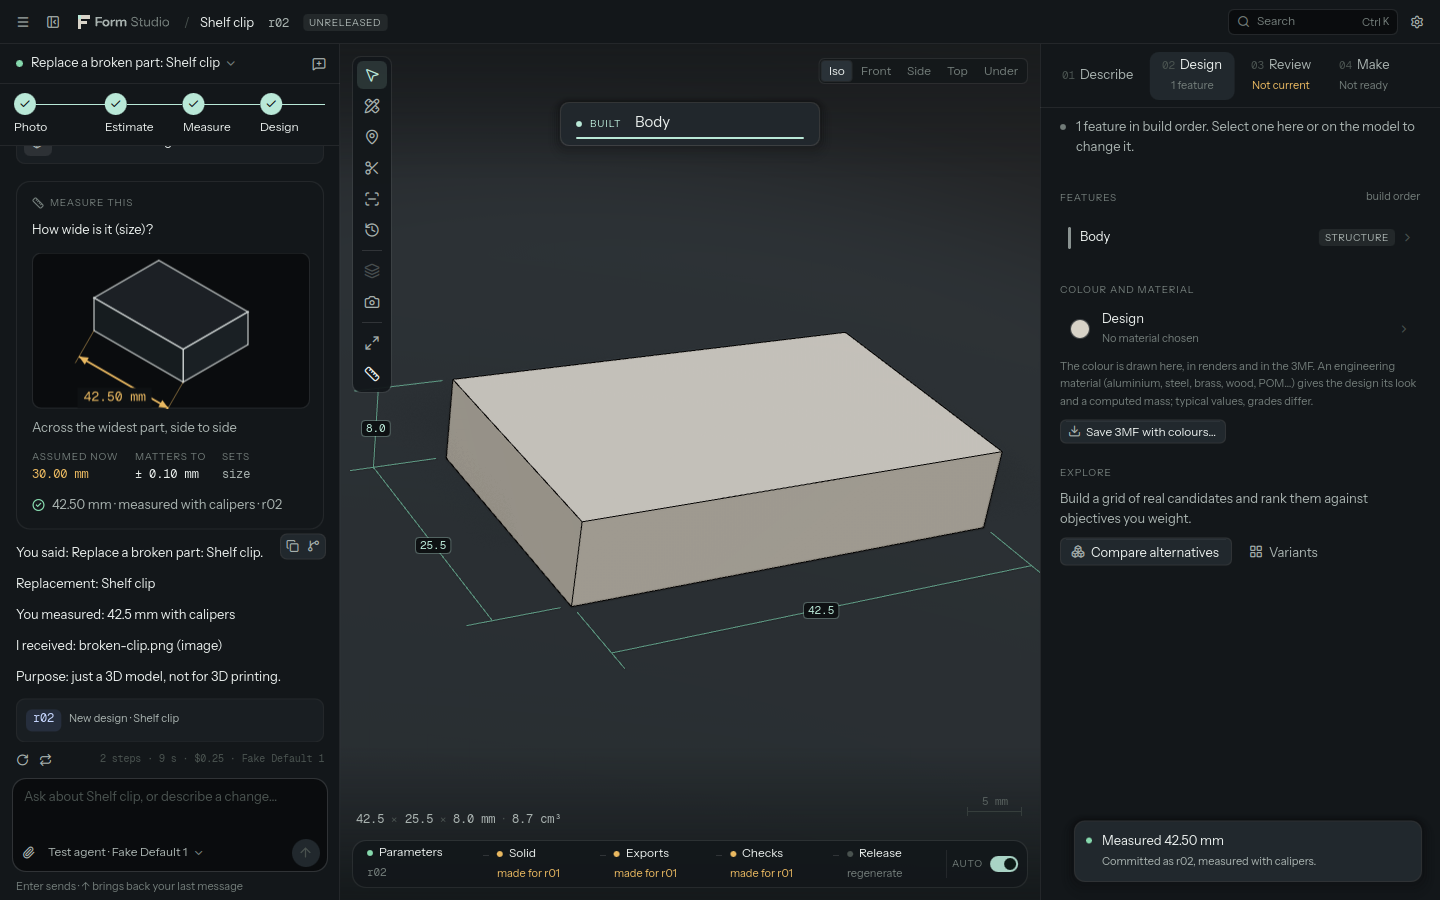 Form Studio / Shelf clip r02 UNRELEASED
Search Ctrl K
Replace a broken part: Shelf clip
Photo Estimate Measure Design
MEASURE THIS
How wide is it (size)?
42.50 mm
Across the widest part, side to side
ASSUMED NOW MATTERS TO SETS
30.00 mm ± 0.10 mm size
42.50 mm · measured with calipers · r02
You said: Replace a broken part: Shelf clip.
Replacement: Shelf clip
You measured: 42.5 mm with calipers
I received: broken-clip.png (image)
Purpose: just a 3D model, not for 3D printing.
r02 New design · Shelf clip
2 steps · 9 s · $0.25 · Fake Default 1
Ask about Shelf clip, or describe a change...
Test agent · Fake Default 1
Enter sends · ↑ brings back your last message
Iso Front Side Top Under
BUILT Body
8.0
25.5
42.5
5 mm
42.5 × 25.5 × 8.0 mm · 8.7 cm³
Parameters
r02
Solid
made for r01
Exports
made for r01
Checks
made for r01
Release
regenerate
AUTO
01 Describe
02 Design
1 feature
03 Review
Not current
04 Make
Not ready
1 feature in build order. Select one here or on the model to
change it.
FEATURES build order
Body STRUCTURE
COLOUR AND MATERIAL
Design
No material chosen
The colour is drawn here, in renders and in the 3MF. An engineering
material (aluminium, steel, brass, wood, POM...) gives the design its look
and a computed mass; typical values, grades differ.
Save 3MF with colours...
EXPLORE
Build a grid of real candidates and rank them against
objectives you weight.
Compare alternatives Variants
Measured 42.50 mm
Committed as r02, measured with calipers.